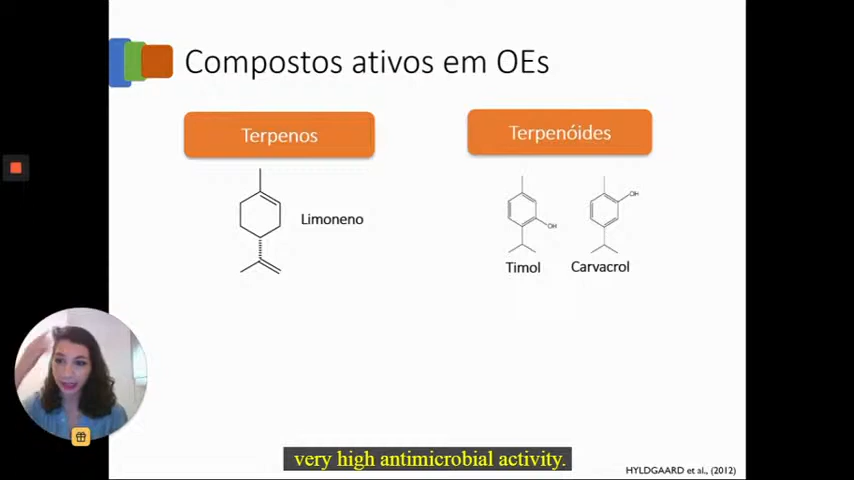 Compostos ativos em OEs
Terpenos
Terpenóides
Limoneno
OH
OH
Timol
Carvacrol
very high antimicrobial activity.
HYLDGAARD et al., (2012)